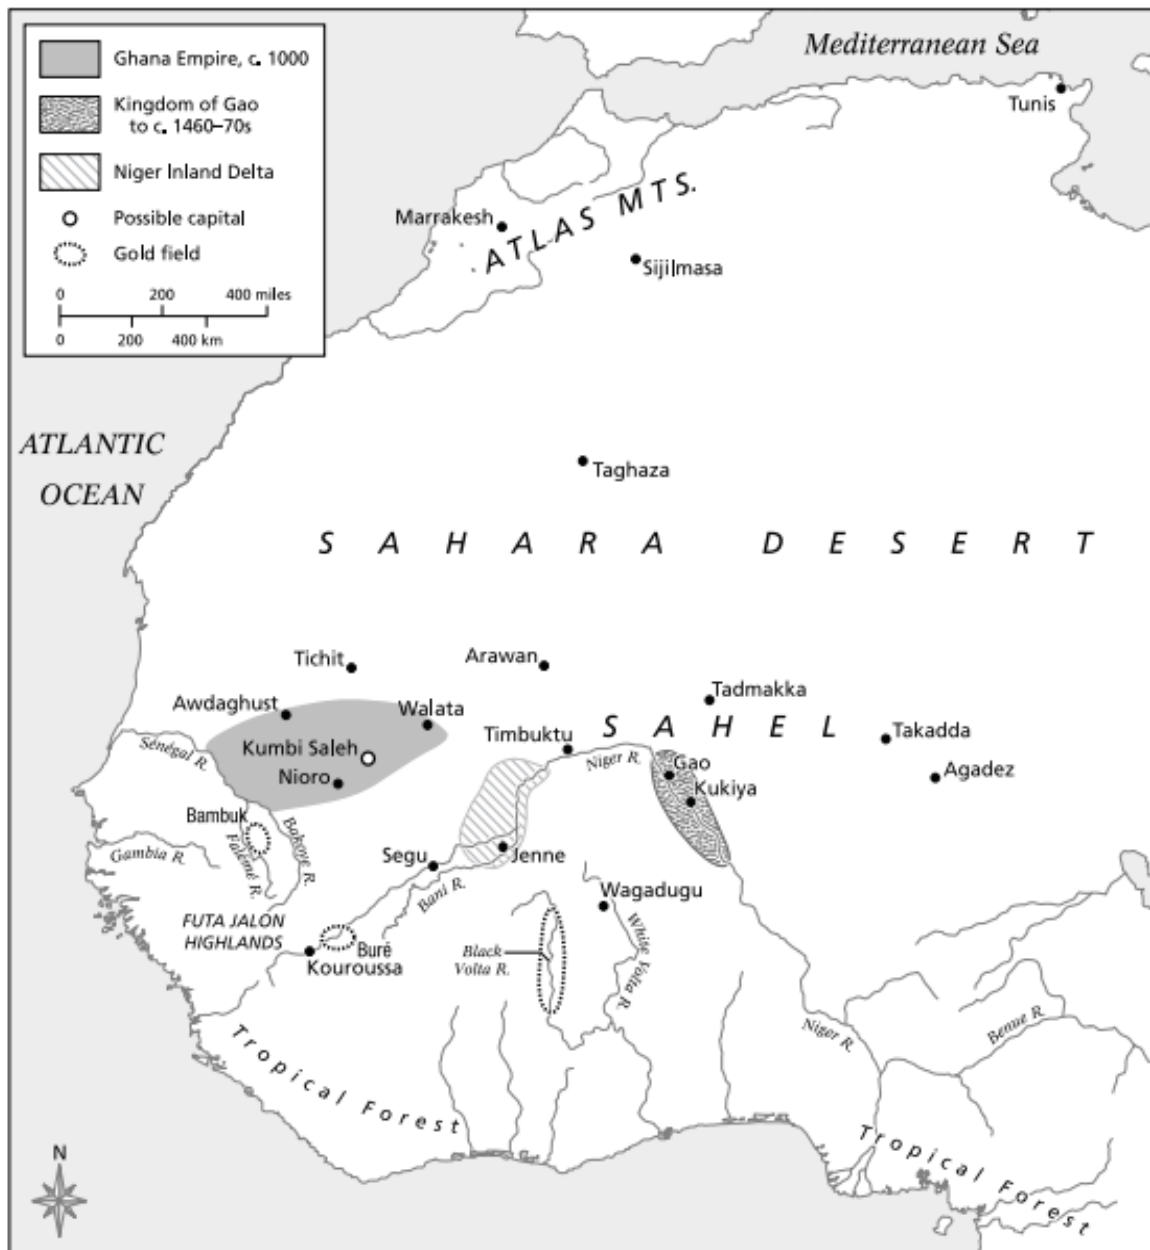 Ghana Empire, c. 1000
Kingdom of Gao
to c. 1460–70s
Niger Inland Delta
Possible capital
Gold field
0 200 400 miles
0 200 400 km
Mediterranean Sea
Tunis
Marrakesh
ATLAS MTS.
Sijilmasa
ATLANTIC
OCEAN
Taghaza
SAHARA DESERT
Tichit
Arawan
Tadmakka
Awdaghust
Walata
SAHEL
Takadda
Timbuktu
Sénégal R.
Kumbi Saleh
Niger R.
Gao
Agadez
Nioro
Kukiya
Bambuk
Bakoye R.
Falémé R.
Gambia R.
Segu
Jenne
Bani R.
Wagadugu
FUTA JALON
HIGHLANDS
Buré
Kouroussa
Black
Volta R.
White Volta R.
Niger R.
Benue R.
Tropical Forest
Tropical Forest
N